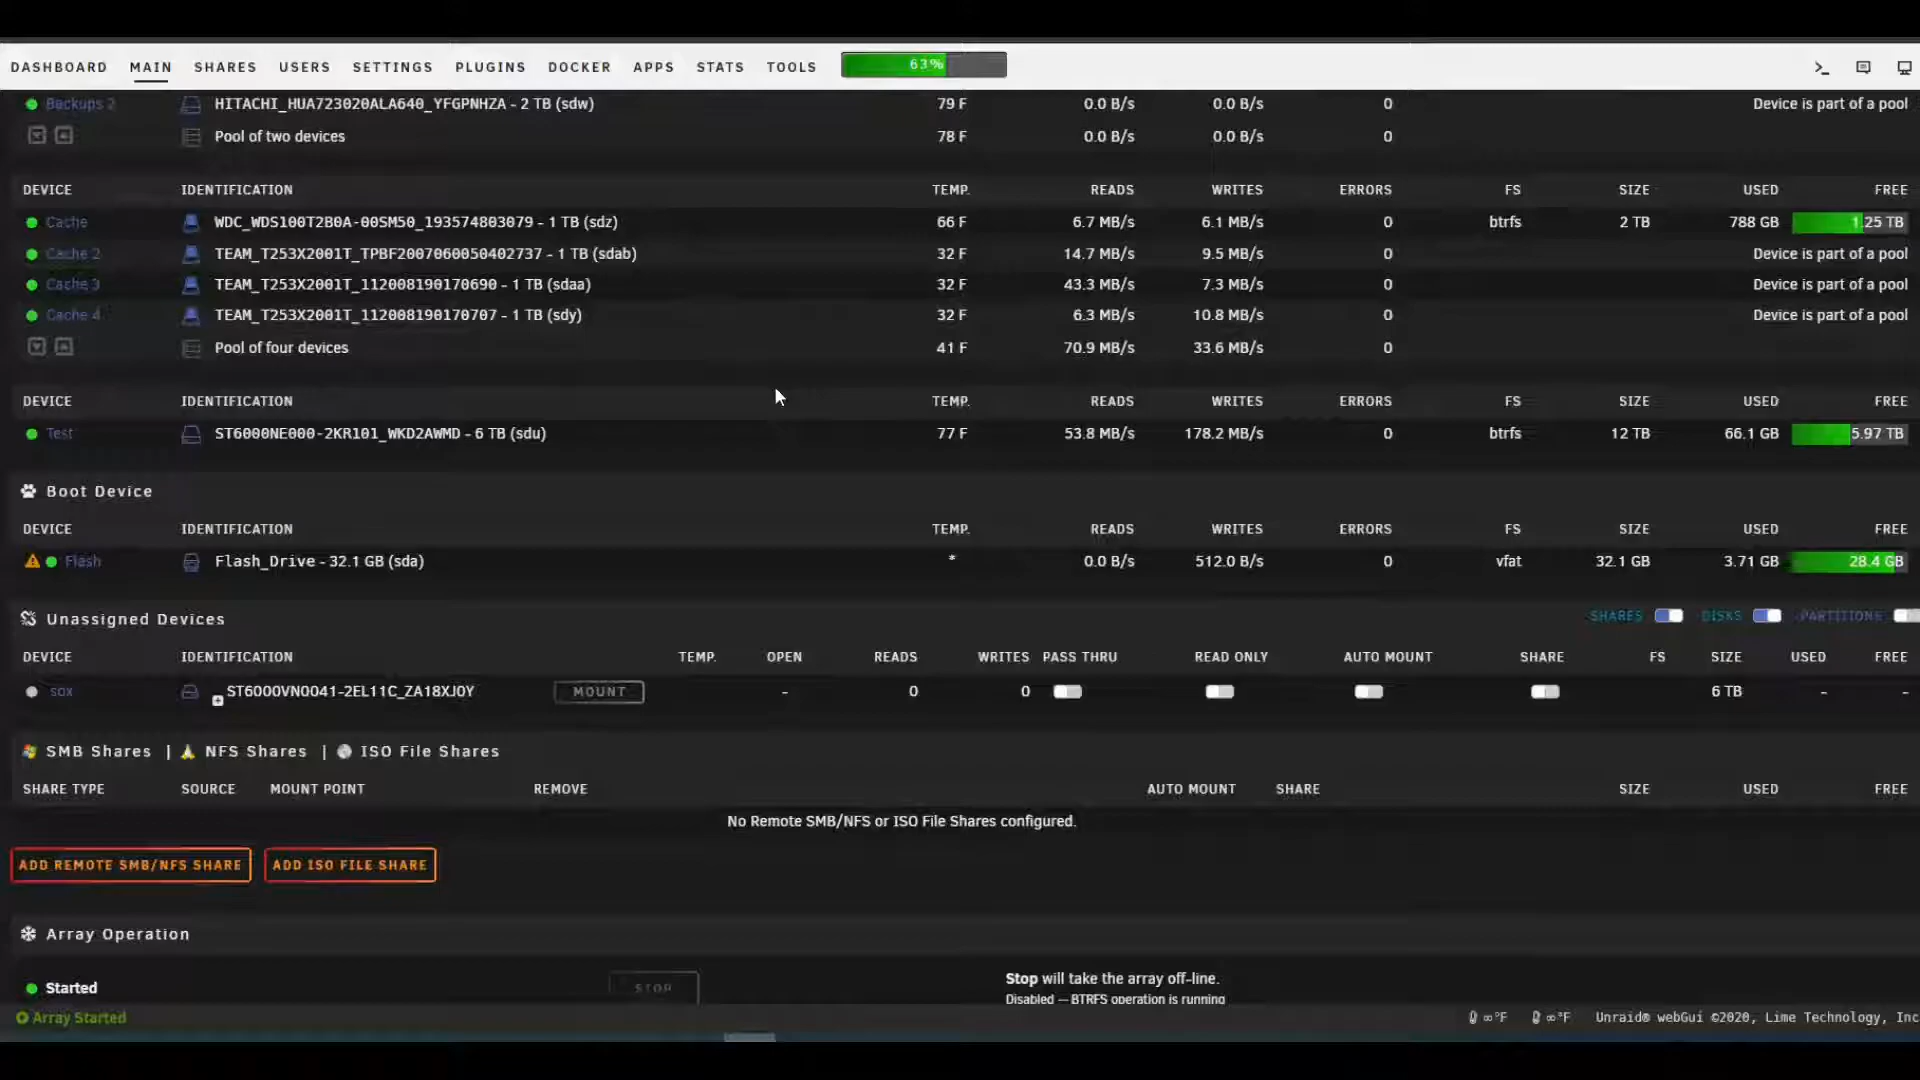 DASHBOARD MAIN SHARES USERS SETTINGS PLUGINS DOCKER APPS STATS TOOLS 63%
Backups 2 HITACHI_HUA723020ALA640_YFGPNHZA - 2 TB (sdw) 79 F 0.0 B/s 0.0 B/s 0 Device is part of a pool
Pool of two devices 78 F 0.0 B/s 0.0 B/s 0
DEVICE IDENTIFICATION TEMP. READS WRITES ERRORS FS SIZE USED FREE
Cache WDC_WDS100T2B0A-00SM50_193574803079 - 1 TB (sdz) 66 F 6.7 MB/s 6.1 MB/s 0 btrfs 2 TB 788 GB 1.25 TB
Cache 2 TEAM_T253X2001T_TPBF2007060050402737 - 1 TB (sdab) 32 F 14.7 MB/s 9.5 MB/s 0 Device is part of a pool
Cache 3 TEAM_T253X2001T_112008190170690 - 1 TB (sdaa) 32 F 43.3 MB/s 7.3 MB/s 0 Device is part of a pool
Cache 4 TEAM_T253X2001T_112008190170707 - 1 TB (sdy) 32 F 6.3 MB/s 10.8 MB/s 0 Device is part of a pool
Pool of four devices 41 F 70.9 MB/s 33.6 MB/s 0
DEVICE IDENTIFICATION TEMP. READS WRITES ERRORS FS SIZE USED FREE
Test ST6000NE000-2KR101_WKD2AWMD - 6 TB (sdu) 77 F 53.8 MB/s 178.2 MB/s 0 btrfs 12 TB 66.1 GB 5.97 TB
Boot Device
DEVICE IDENTIFICATION TEMP. READS WRITES ERRORS FS SIZE USED FREE
Flash Flash_Drive - 32.1 GB (sda) * 0.0 B/s 512.0 B/s 0 vfat 32.1 GB 3.71 GB 28.4 GB
Unassigned Devices SHARES DISKS PARTITIONS
DEVICE IDENTIFICATION TEMP. OPEN READS WRITES PASS THRU READ ONLY AUTO MOUNT SHARE FS SIZE USED FREE
sdx ST6000VN0041-2EL11C_ZA18XJ0Y MOUNT - 0 0 6 TB - -
SMB Shares | NFS Shares | ISO File Shares
SHARE TYPE SOURCE MOUNT POINT REMOVE AUTO MOUNT SHARE SIZE USED FREE
No Remote SMB/NFS or ISO File Shares configured.
ADD REMOTE SMB/NFS SHARE ADD ISO FILE SHARE
Array Operation
Started STOP Stop will take the array off-line.
Disabled — BTRFS operation is running
Array Started ∞°F ∞°F Unraid® webGui ©2020, Lime Technology, Inc